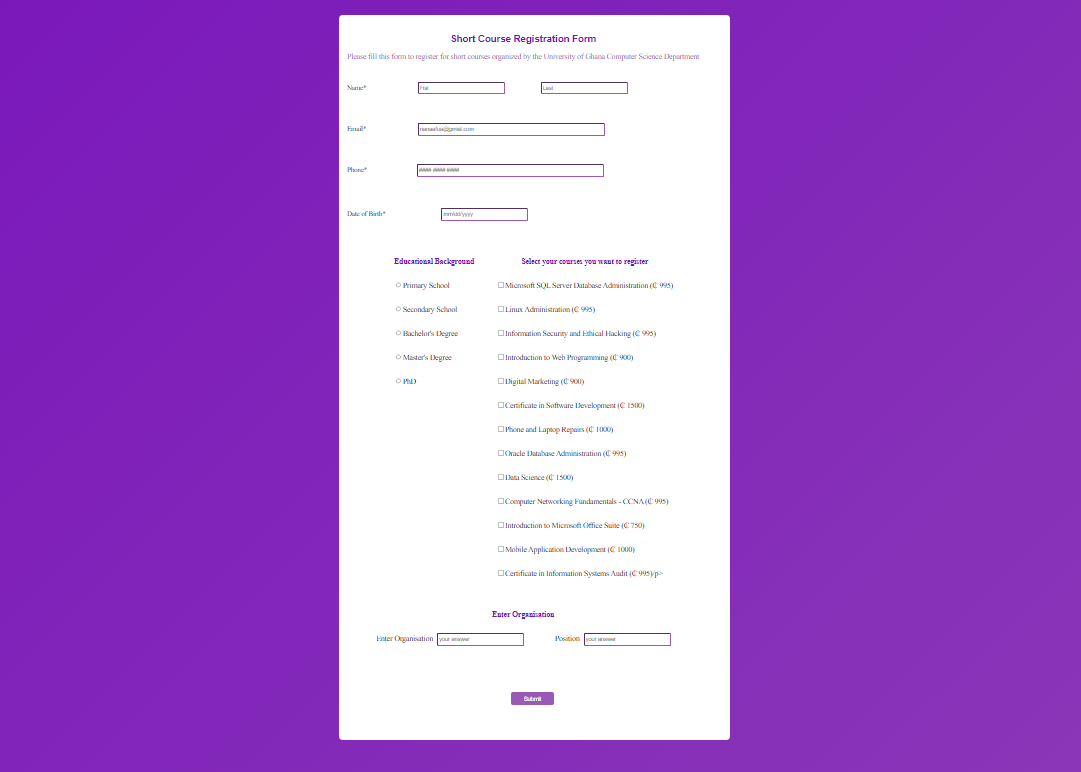 Short Course Registration Form
Please fill this form to register for short courses organized by the University of Ghana Computer Science Department
Name* First Last
Email* nanaafua@gmail.com
Phone* #### #### ####
Date of Birth* mm/dd/yyyy
Educational Background Select your courses you want to register
Primary School Microsoft SQL Server Database Administration (₵ 995)
Secondary School Linux Administration (₵ 995)
Bachelor's Degree Information Security and Ethical Hacking (₵ 995)
Master's Degree Introduction to Web Programming (₵ 900)
PhD Digital Marketing (₵ 900)
Certificate in Software Development (₵ 1500)
Phone and Laptop Repairs (₵ 1000)
Oracle Database Administration (₵ 995)
Data Science (₵ 1500)
Computer Networking Fundamentals - CCNA (₵ 995)
Introduction to Microsoft Office Suite (₵ 750)
Mobile Application Development (₵ 1000)
Certificate in Information Systems Audit (₵ 995)/p>
Enter Organisation
Enter Organisation your answer Position your answer
Submit